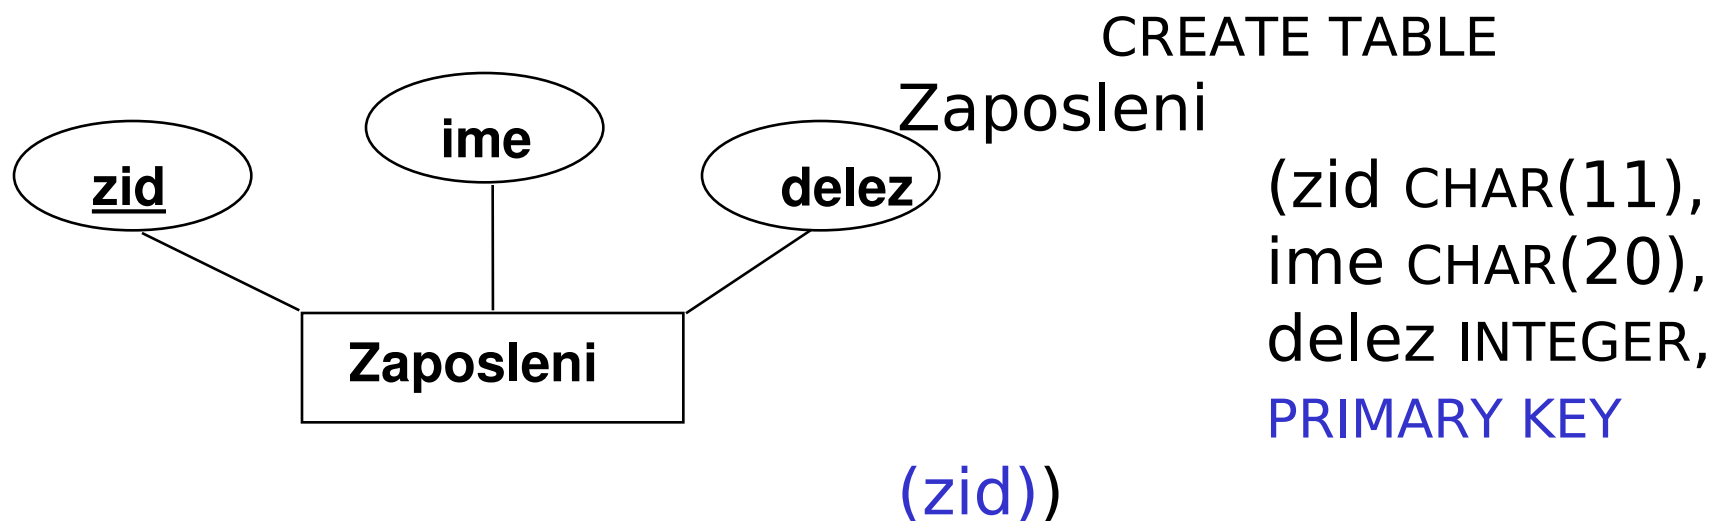 ime
zid
delez
Zaposleni
CREATE TABLE
Zaposleni
(zid CHAR(11),
ime CHAR(20),
delez INTEGER,
PRIMARY KEY
(zid))